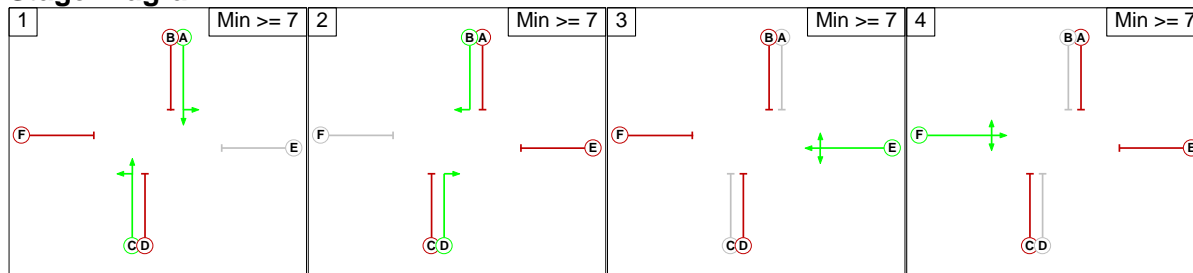 1 Min >= 7 2 Min >= 7 3 Min >= 7 4 Min >= 7
B A B A B A B A
F F F F
E E E E
C D C D C D C D